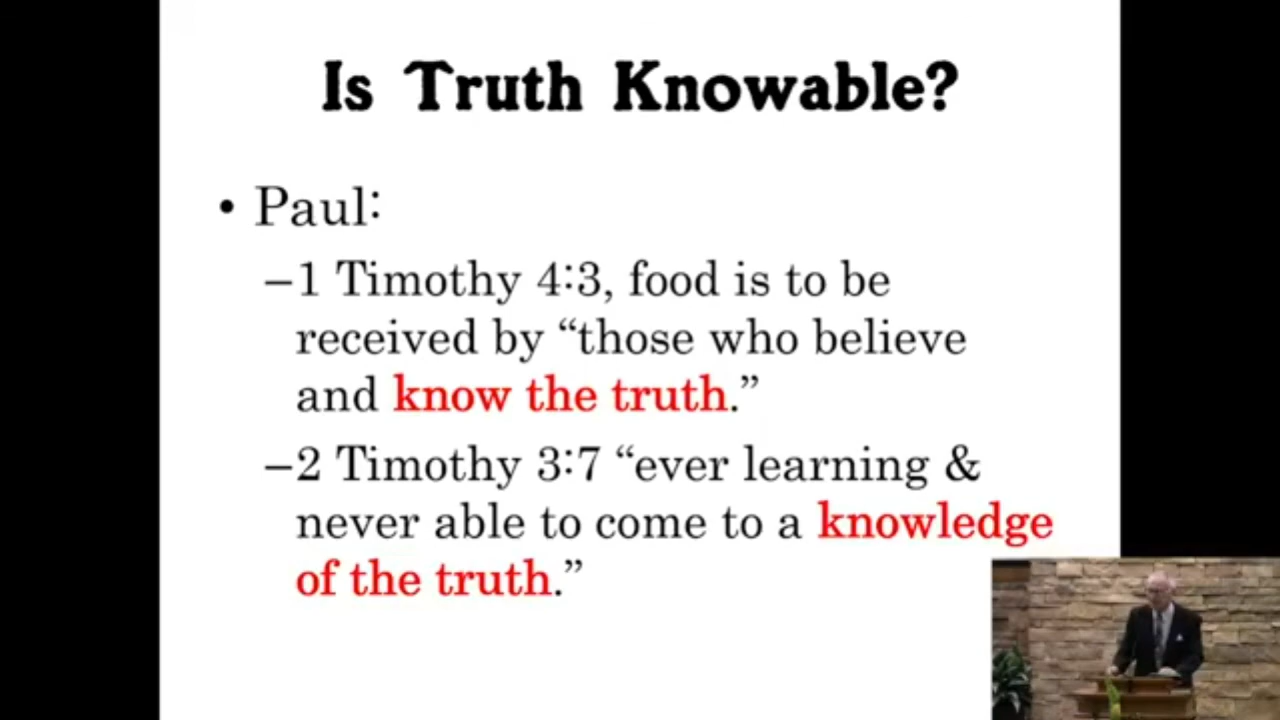 Is Truth Knowable?
• Paul:
–1 Timothy 4:3, food is to be
received by “those who believe
and know the truth.”
–2 Timothy 3:7 “ever learning &
never able to come to a knowledge
of the truth.”